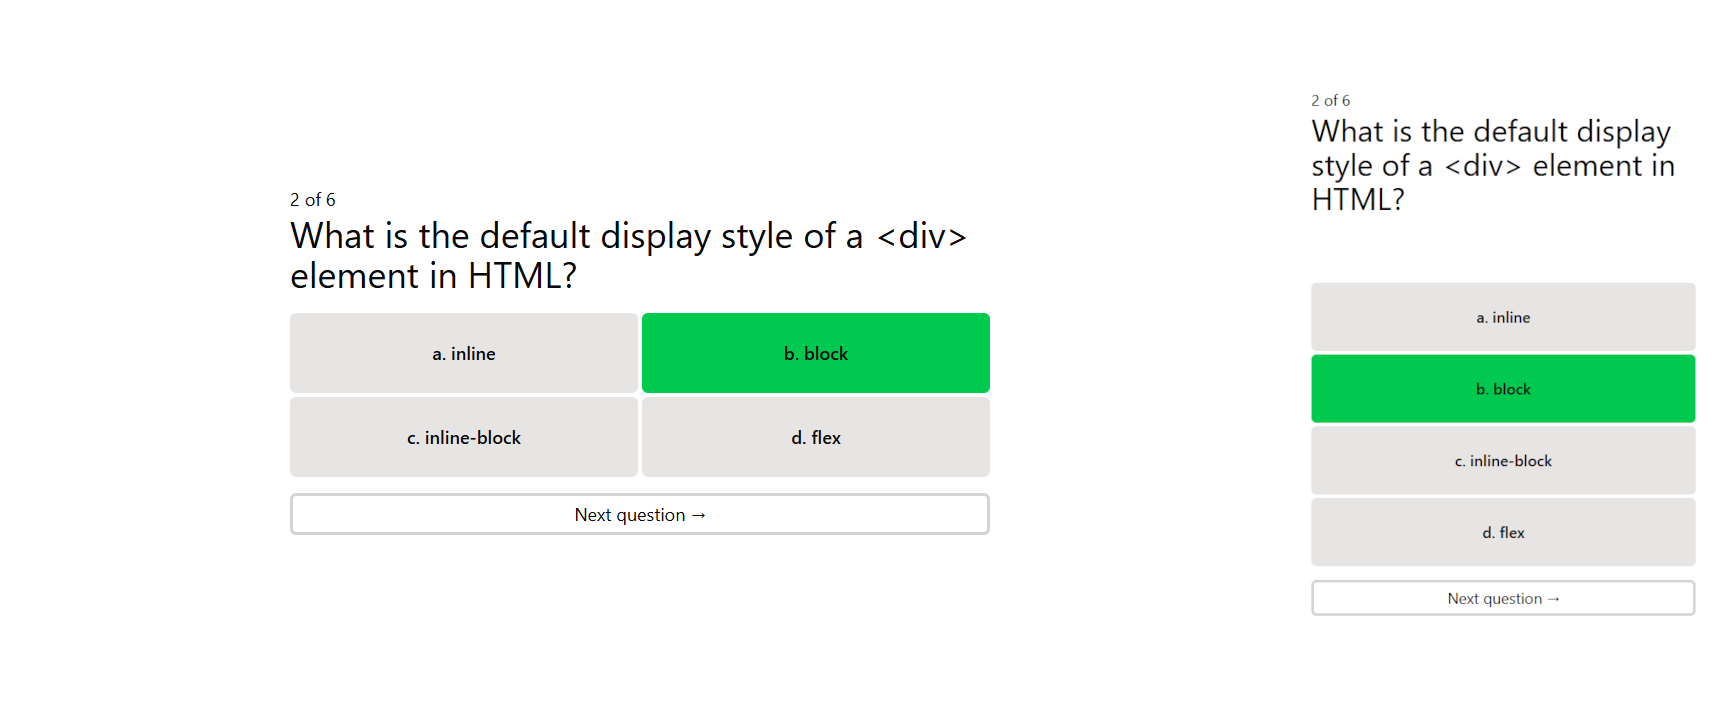 2 of 6
What is the default display style of a <div>
element in HTML?
a. inline
b. block
c. inline-block
d. flex
Next question →
2 of 6
What is the default display
style of a <div> element in
HTML?
a. inline
b. block
c. inline-block
d. flex
Next question →